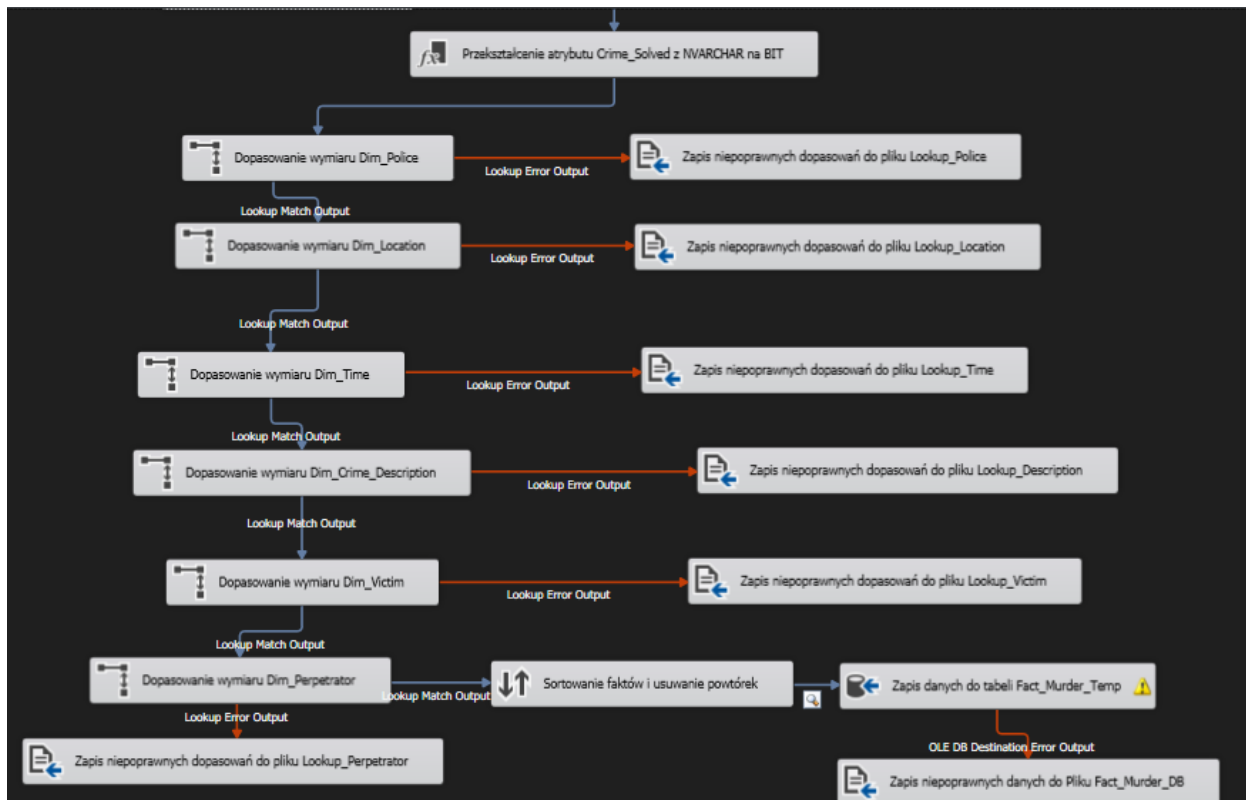 Przekształcenie atrybutu Crime_Solved z NVARCHAR na BIT
Dopasowanie wymiaru Dim_Police
Lookup Error Output
Zapis niepoprawnych dopasowań do pliku Lookup_Police
Lookup Match Output
Dopasowanie wymiaru Dim_Location
Lookup Error Output
Zapis niepoprawnych dopasowań do pliku Lookup_Location
Lookup Match Output
Dopasowanie wymiaru Dim_Time
Lookup Error Output
Zapis niepoprawnych dopasowań do pliku Lookup_Time
Lookup Match Output
Dopasowanie wymiaru Dim_Crime_Description
Lookup Error Output
Zapis niepoprawnych dopasowań do pliku Lookup_Description
Lookup Match Output
Dopasowanie wymiaru Dim_Victim
Lookup Error Output
Zapis niepoprawnych dopasowań do pliku Lookup_Victim
Lookup Match Output
Dopasowanie wymiaru Dim_Perpetrator
Lookup Match Output
Sortowanie faktów i usuwanie powtórek
Zapis danych do tabeli Fact_Murder_Temp
Lookup Error Output
OLE DB Destination Error Output
Zapis niepoprawnych dopasowań do pliku Lookup_Perpetrator
Zapis niepoprawnych danych do Pliku Fact_Murder_DB